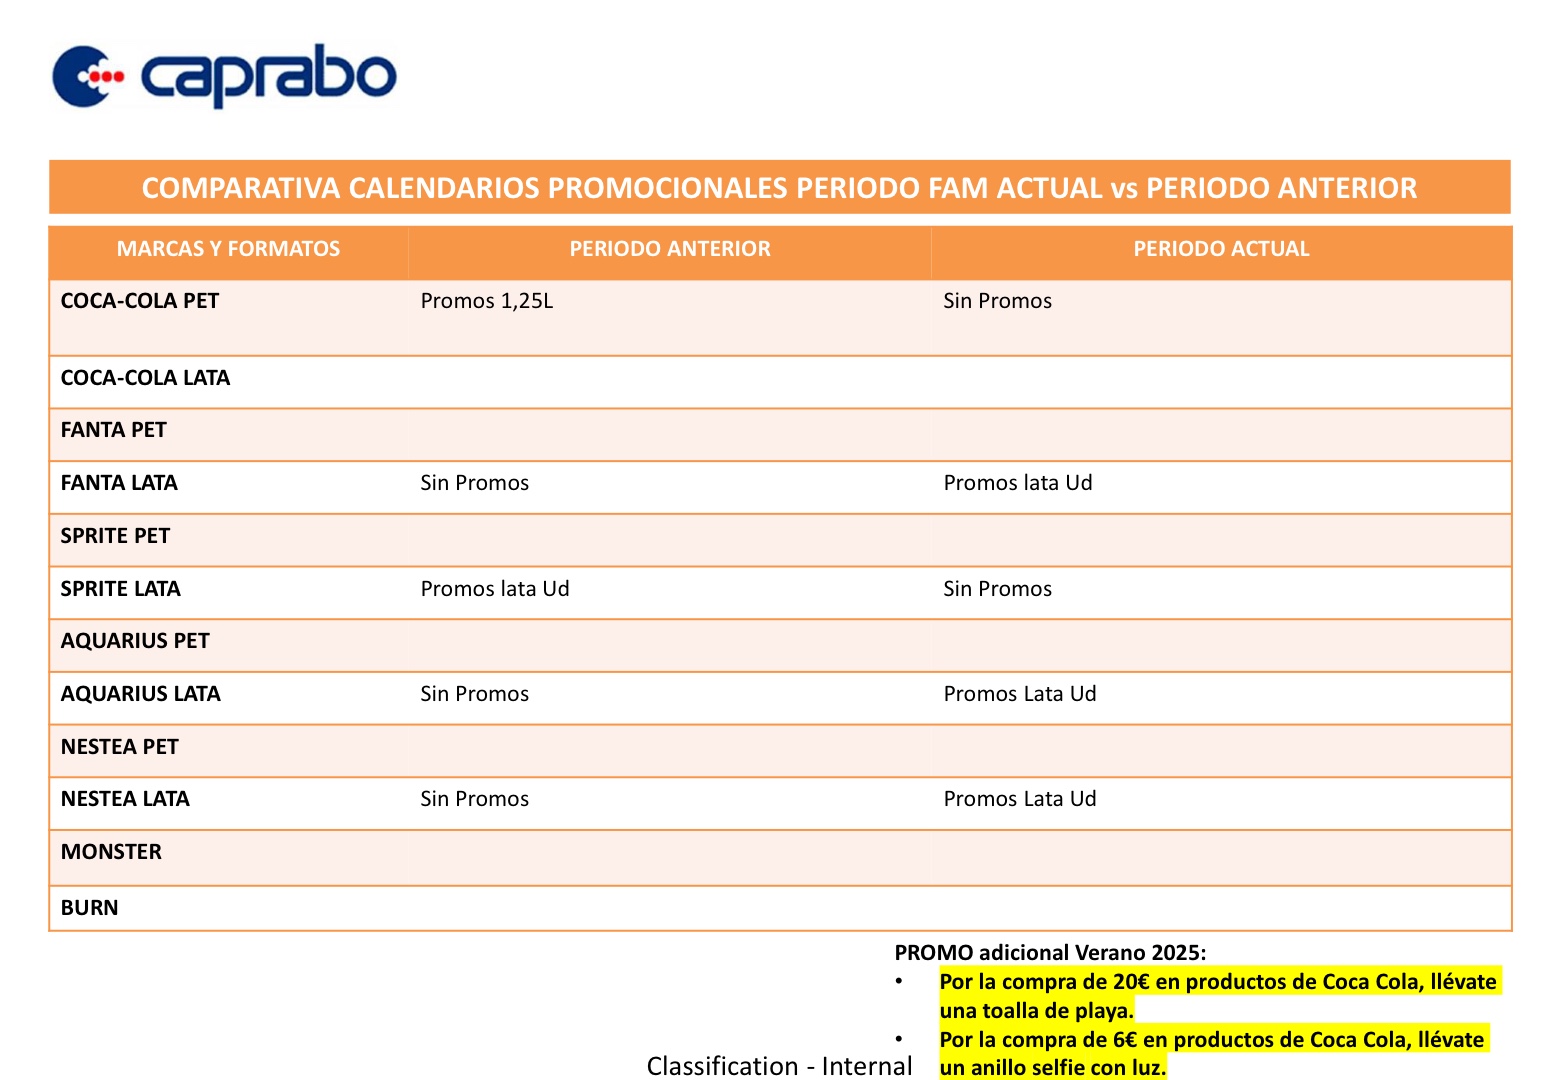 caprabo
COMPARATIVA CALENDARIOS PROMOCIONALES PERIODO FAM ACTUAL vs PERIODO ANTERIOR
MARCAS Y FORMATOS PERIODO ANTERIOR PERIODO ACTUAL
COCA-COLA PET Promos 1,25L Sin Promos
COCA-COLA LATA
FANTA PET
FANTA LATA Sin Promos Promos lata Ud
SPRITE PET
SPRITE LATA Promos lata Ud Sin Promos
AQUARIUS PET
AQUARIUS LATA Sin Promos Promos Lata Ud
NESTEA PET
NESTEA LATA Sin Promos Promos Lata Ud
MONSTER
BURN
PROMO adicional Verano 2025:
• Por la compra de 20€ en productos de Coca Cola, llévate
una toalla de playa.
• Por la compra de 6€ en productos de Coca Cola, llévate
un anillo selfie con luz.
Classification - Internal